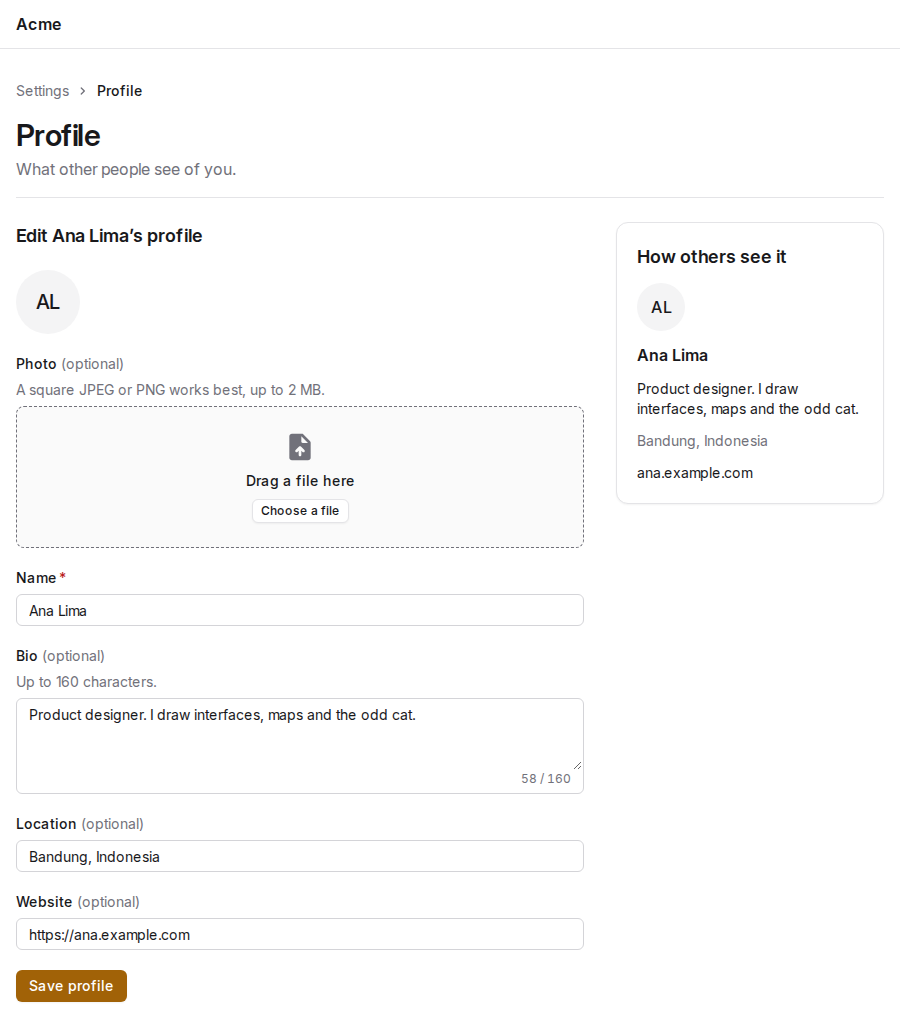 Acme
Settings > Profile
Profile
What other people see of you.
Edit Ana Lima’s profile
AL
Photo (optional)
A square JPEG or PNG works best, up to 2 MB.
Drag a file here
Choose a file
Name *
Ana Lima
Bio (optional)
Up to 160 characters.
Product designer. I draw interfaces, maps and the odd cat.
58 / 160
Location (optional)
Bandung, Indonesia
Website (optional)
https://ana.example.com
Save profile
How others see it
AL
Ana Lima
Product designer. I draw
interfaces, maps and the odd cat.
Bandung, Indonesia
ana.example.com